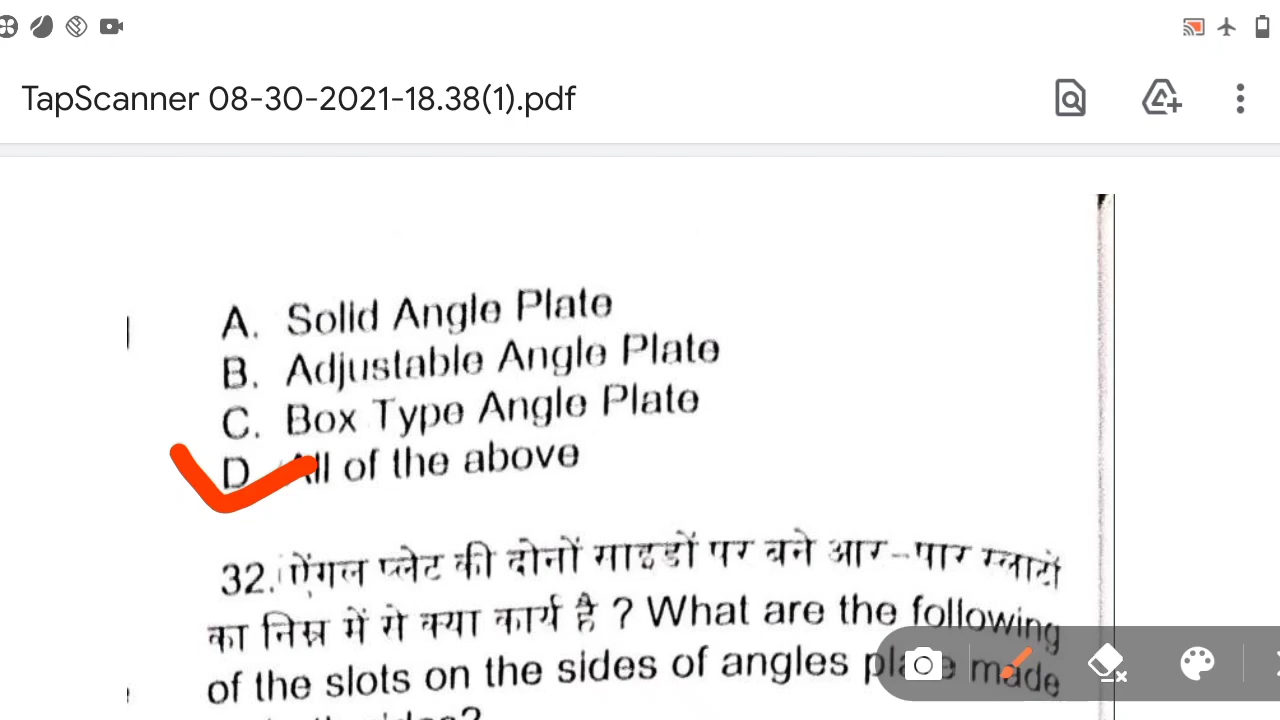 TapScanner 08-30-2021-18.38(1).pdf
A. Solid Angle Plate
B. Adjustable Angle Plate
C. Box Type Angle Plate
D. All of the above
32. ऐंगल प्लेट की दोनों साइडों पर बने आर-पार स्लाटों
का निम्न में से क्या कार्य है ? What are the following
of the slots on the sides of angles plate made
sides?